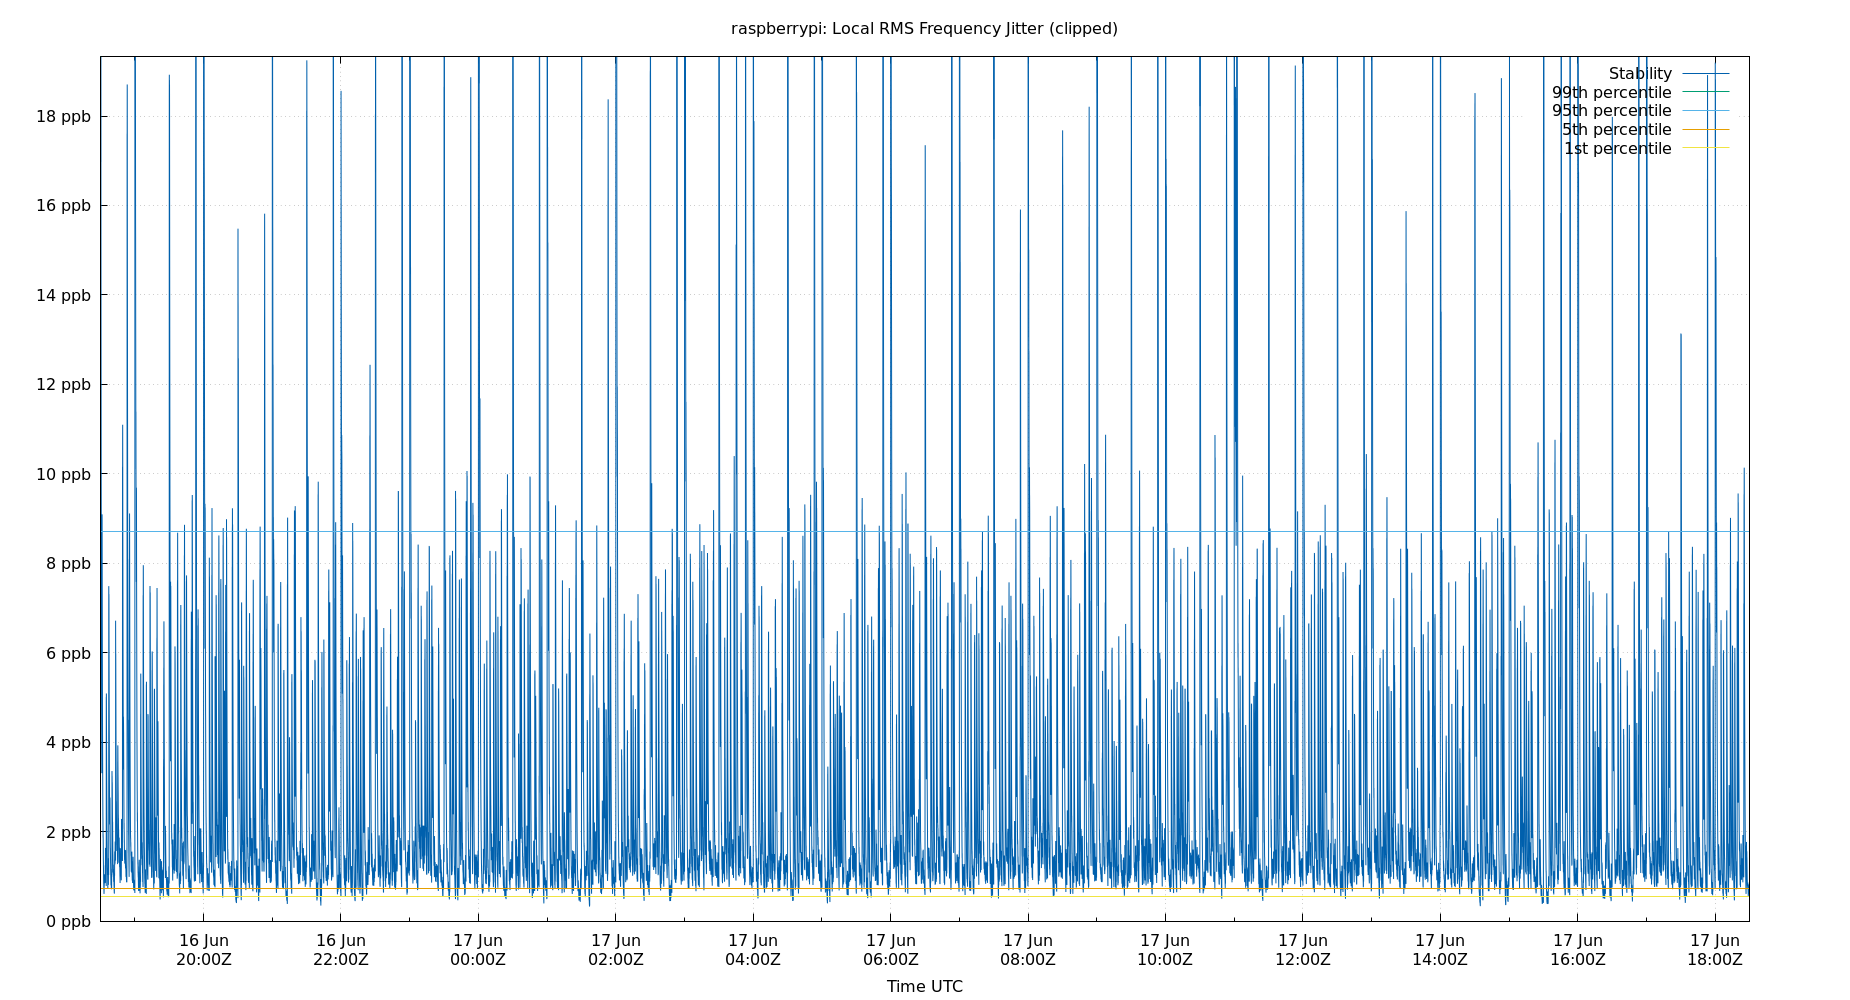 raspberrypi: Local RMS Frequency Jitter (clipped)
Stability
99th percentile
95th percentile
5th percentile
1st percentile
18 ppb
16 ppb
14 ppb
12 ppb
10 ppb
8 ppb
6 ppb
4 ppb
2 ppb
0 ppb
16 Jun 16 Jun 17 Jun 17 Jun 17 Jun 17 Jun 17 Jun 17 Jun 17 Jun 17 Jun 17 Jun 17 Jun
20:00Z 22:00Z 00:00Z 02:00Z 04:00Z 06:00Z 08:00Z 10:00Z 12:00Z 14:00Z 16:00Z 18:00Z
Time UTC